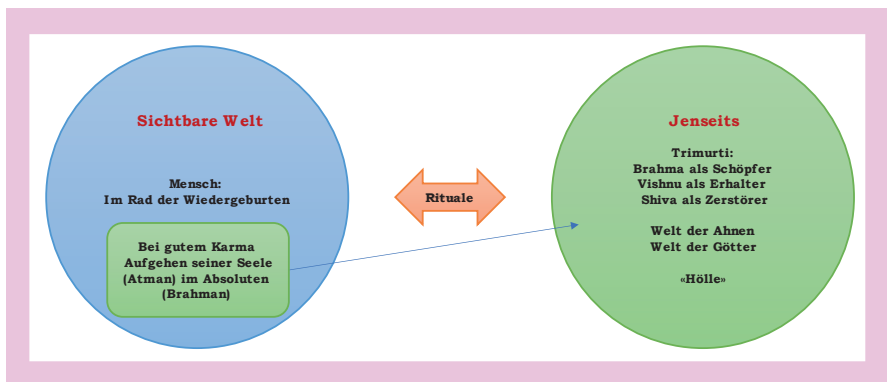 Sichtbare Welt
Mensch:
Im Rad der Wiedergeburten
Bei gutem Karma
Aufgehen seiner Seele
(Atman) im Absoluten
(Brahman)
Rituale
Jenseits
Trimurti:
Brahma als Schöpfer
Vishnu als Erhalter
Shiva als Zerstörer
Welt der Ahnen
Welt der Götter
«Hölle»